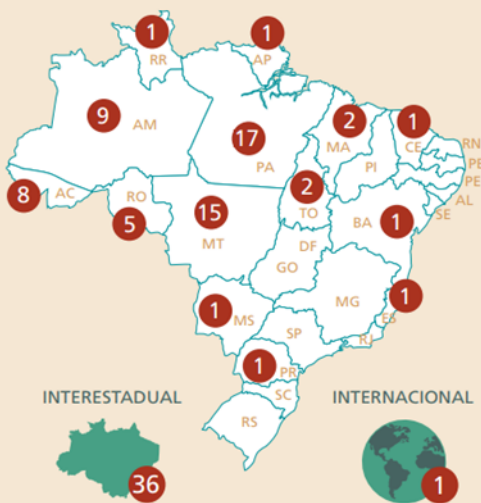 1
RR
1
AP
9
AM
17
PA
2
MA
1
CE
RN
PB
PE
AL
SE
PI
8
AC
RO
5
15
MT
2
TO
BA
1
DF
GO
MG
1
ES
1
MS
SP
RJ
1
PR
SC
RS
INTERESTADUAL
36
INTERNACIONAL
1